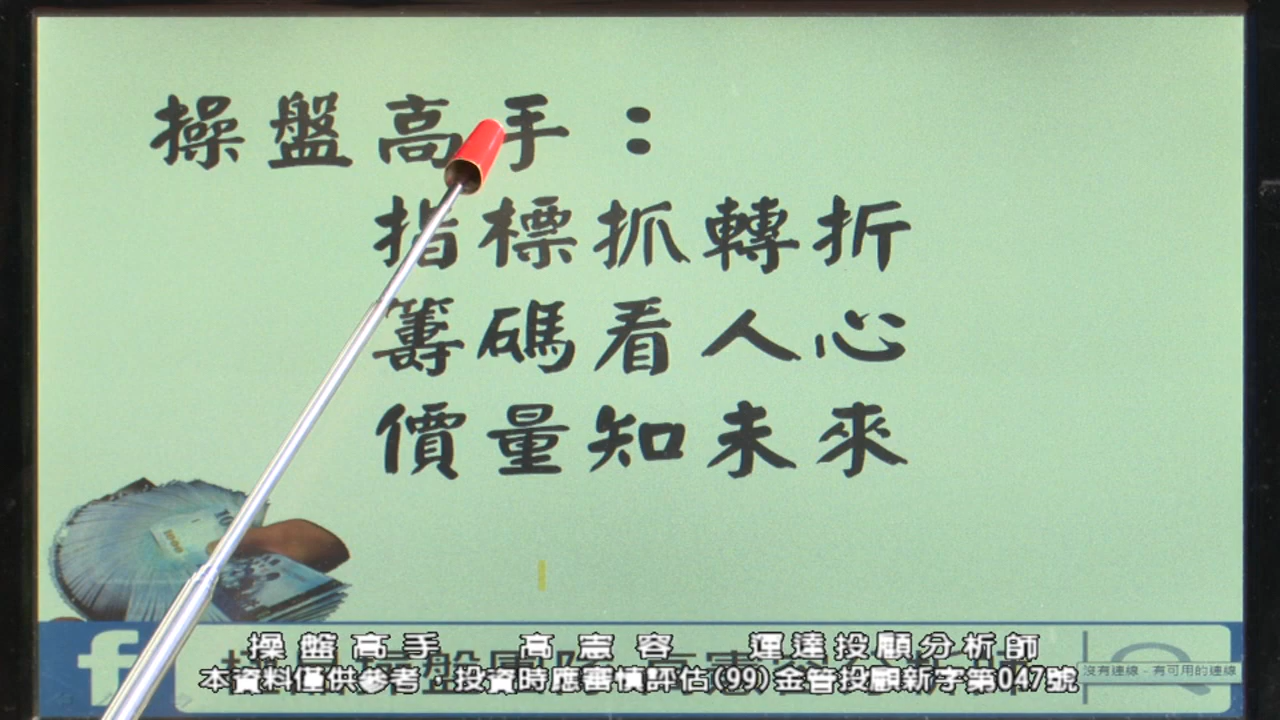 操盤高手：
指標抓轉折
籌碼看人心
價量知未來
操盤高手 高憲容 運達投顧分析師
本資料僅供參考，投資時應審慎評估(99)金管投顧新字第047號
沒有連線 - 有可用的連線
f